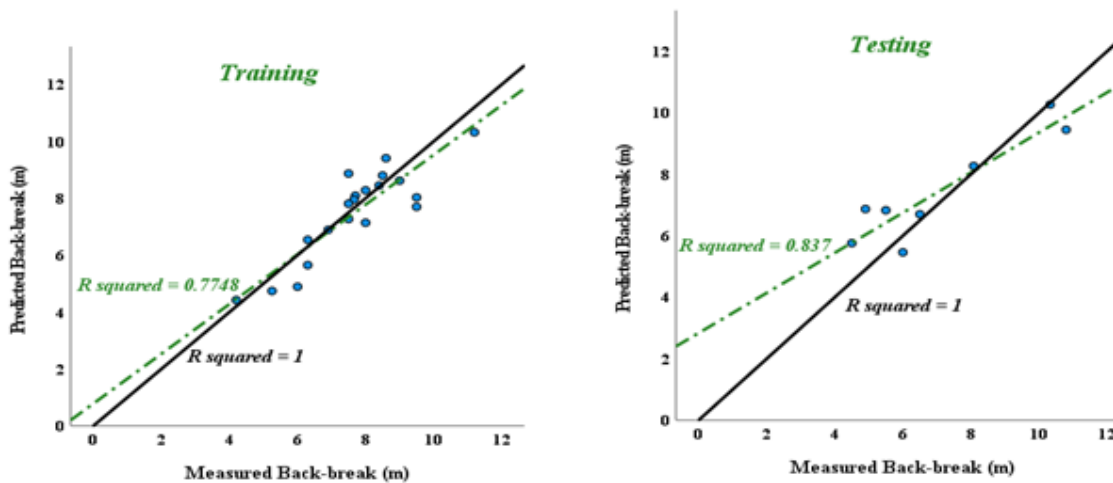 Training
Predicted Back-break (m)
12
10
8
6
4
2
0
R squared = 0.7748
R squared = 1
0
2
4
6
8
10
12
Measured Back-break (m)
Testing
Predicted Back-break (m)
12
10
8
6
4
2
0
R squared = 0.837
R squared = 1
0
2
4
6
8
10
12
Measured Back-break (m)